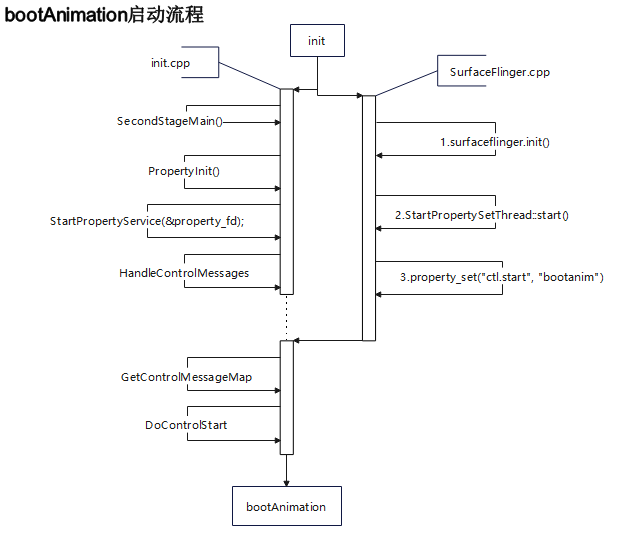 bootAnimation启动流程
init
init.cpp
SurfaceFlinger.cpp
SecondStageMain()
1.surfaceflinger.init()
PropertyInit()
StartPropertyService(&property_fd);
2.StartPropertySetThread::start()
HandleControlMessages
3.property_set("ctl.start", "bootanim")
GetControlMessageMap
DoControlStart
bootAnimation